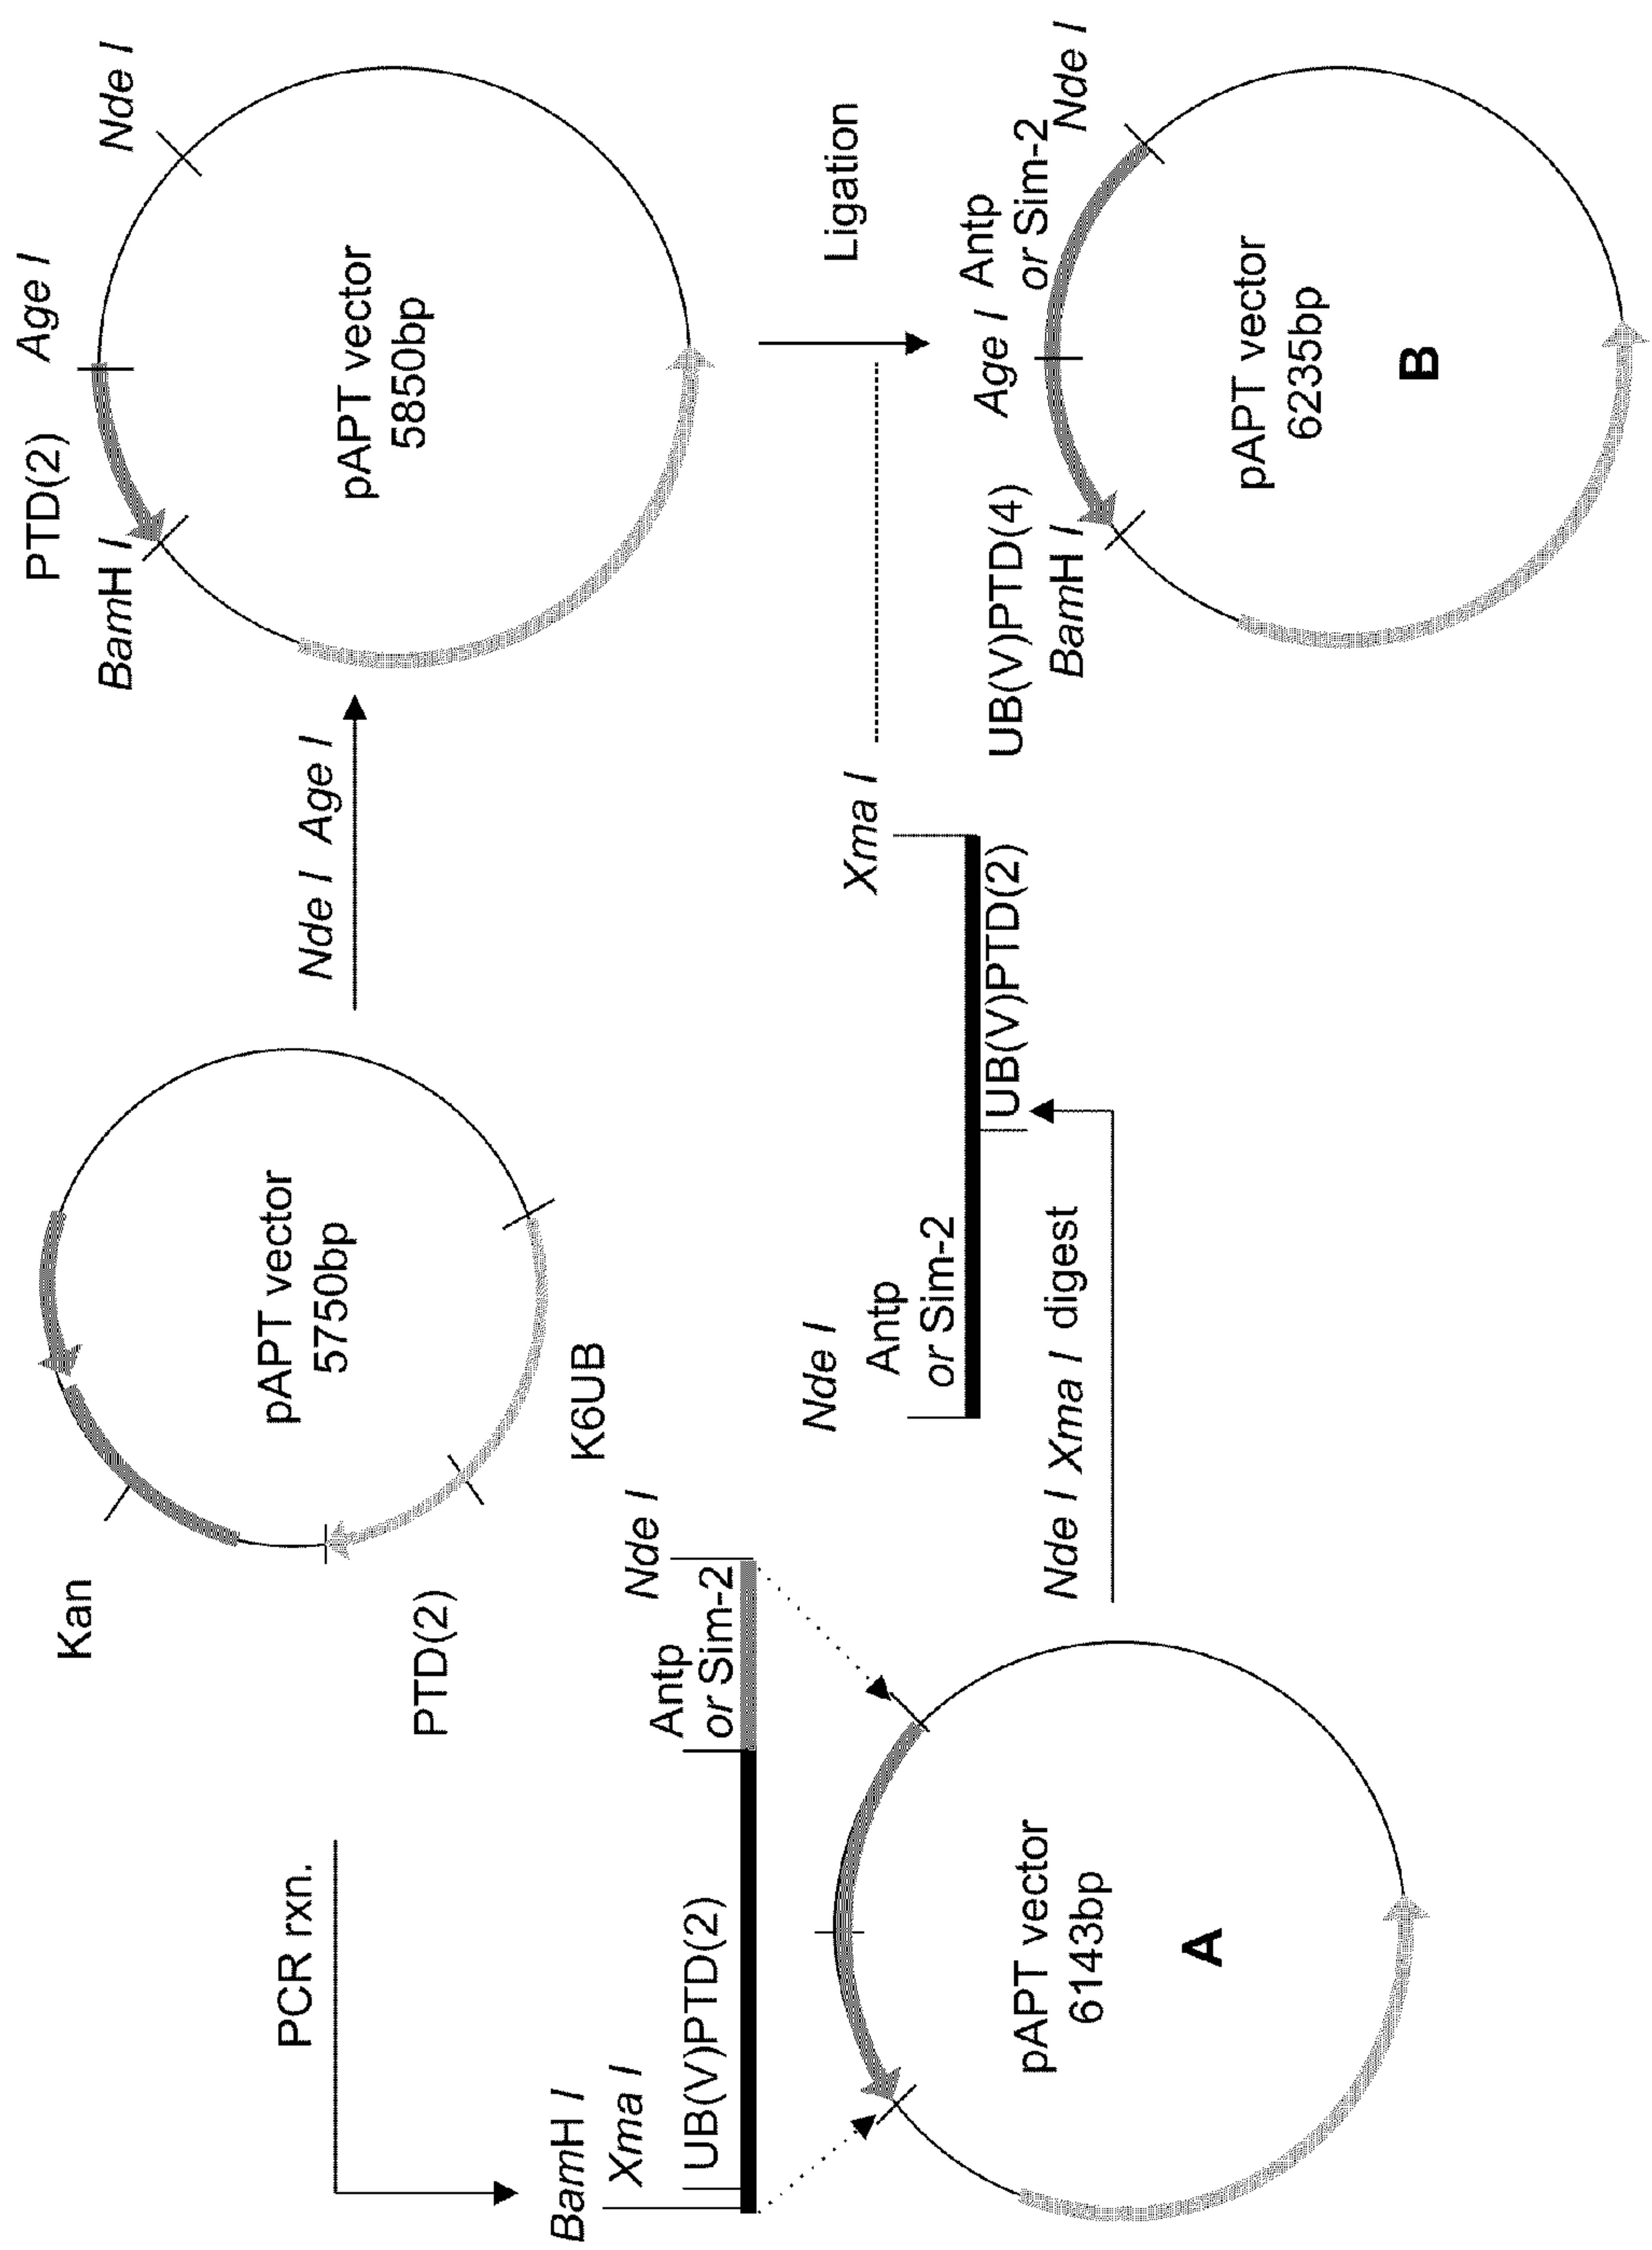 Kan
pAPT vector
5750bp
K6UB
PTD(2)
Nde I Age I
PTD(2)
Age I
BamH I
Nde I
pAPT vector
5850bp
PCR rxn.
BamH I
Xma I
UB(V)PTD(2)
Antp
or Sim-2
Nde I
pAPT vector
6143bp
A
Nde I Xma I digest
Nde I
Antp
or Sim-2
Xma I
UB(V)PTD(2)
Ligation
UB(V)PTD(4)
BamH I
Age I
Antp
or Sim-2
Nde I
pAPT vector
6235bp
B